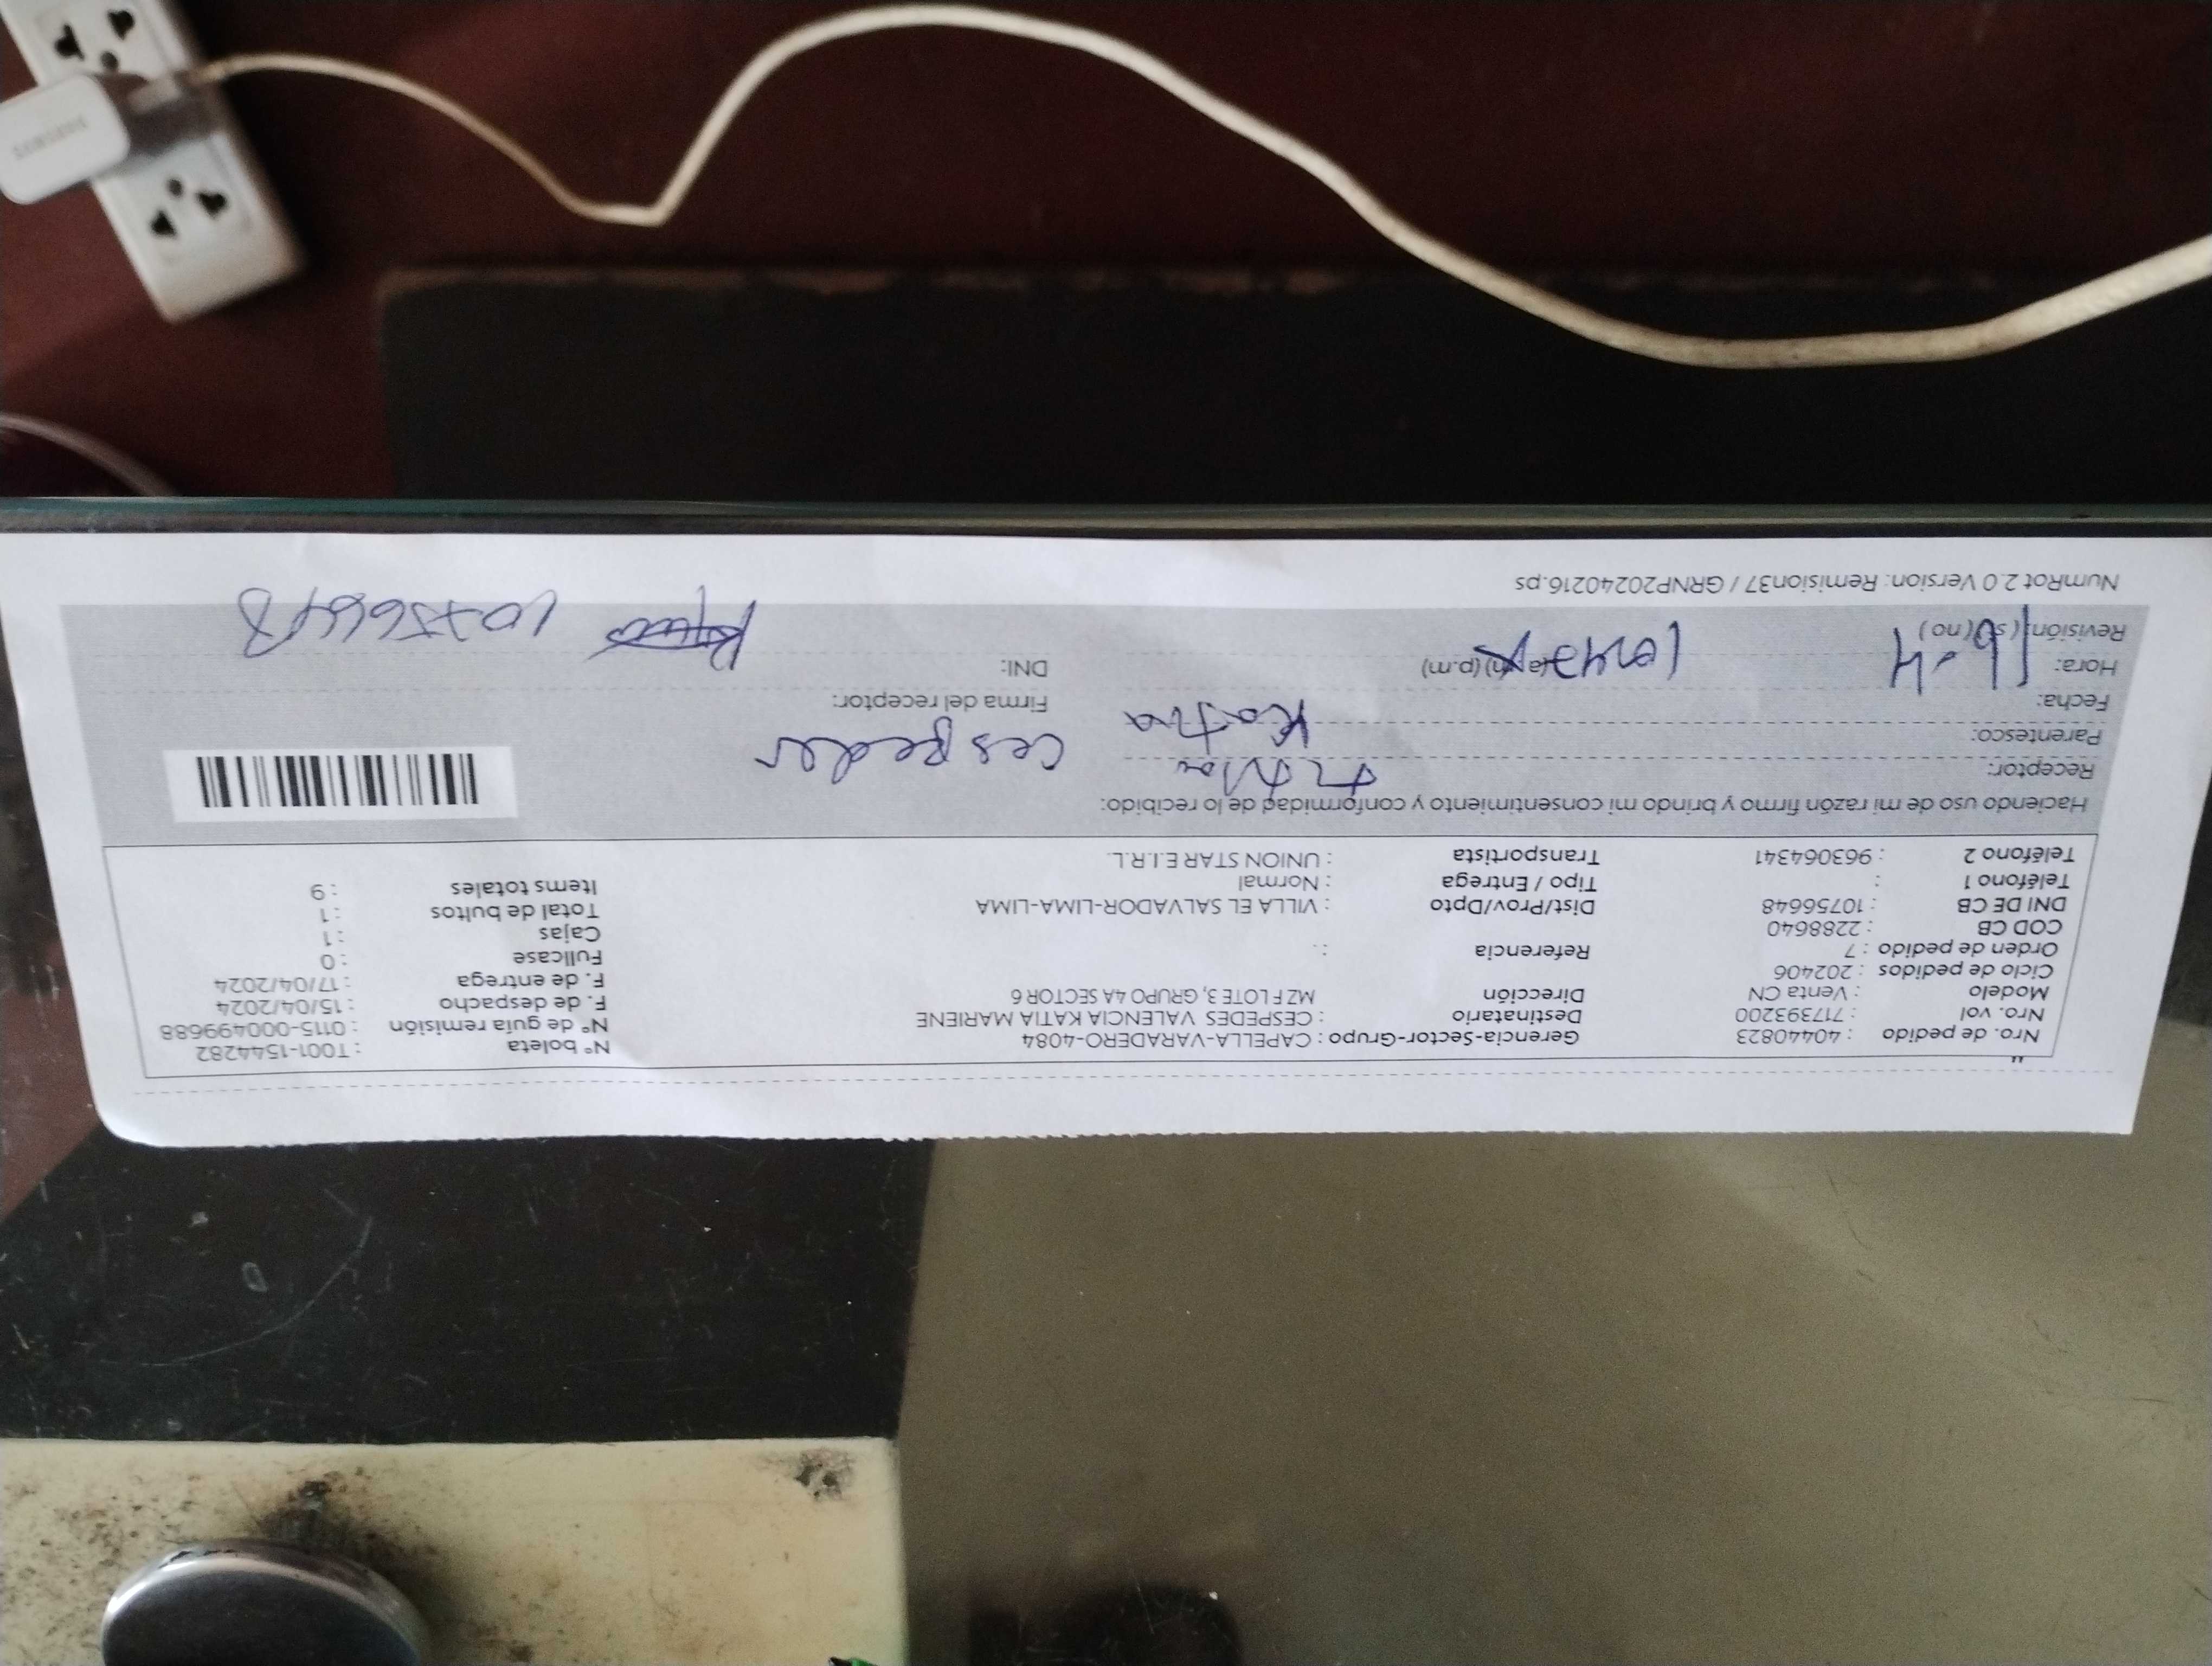 Nro. de pedido : 40440823 Gerencia-Sector-Grupo : CAPELLA-VARADERO-4084 N° boleta : T001-1544282
Nro. vol : 717393200 Destinatario : CESPEDES VALENCIA KATIA MARIENE N° de guía remisión : 0115-000499688
Modelo : Venta CN Dirección MZ F LOTE 3, GRUPO 4A SECTOR 6 F. de despacho : 15/04/2024
Ciclo de pedidos : 202406 F. de entrega : 17/04/2024
Orden de pedido : 7 Referencia : . Fullcase : 0
COD CB : 2288640 Cajas : 1
DNI DE CB : 10756648 Dist/Prov/Dpto : VILLA EL SALVADOR-LIMA-LIMA Total de bultos : 1
Teléfono 1 : Tipo / Entrega : Normal Items totales : 9
Teléfono 2 : 963064341 Transportista : UNION STAR E.I.R.L.
Haciendo uso de mi razón firmo y brindo mi consentimiento y conformidad de lo recibido:
Receptor:
Parentesco: Katia Cespedes
Fecha: Firma del receptor:
Hora: 16-4 (a.m) (p.m) DNI: 10756648
Revisión: (si) (no)
NumRot 2.0 Version: Remision37 / GRNP20240216.ps
SAMSUNG